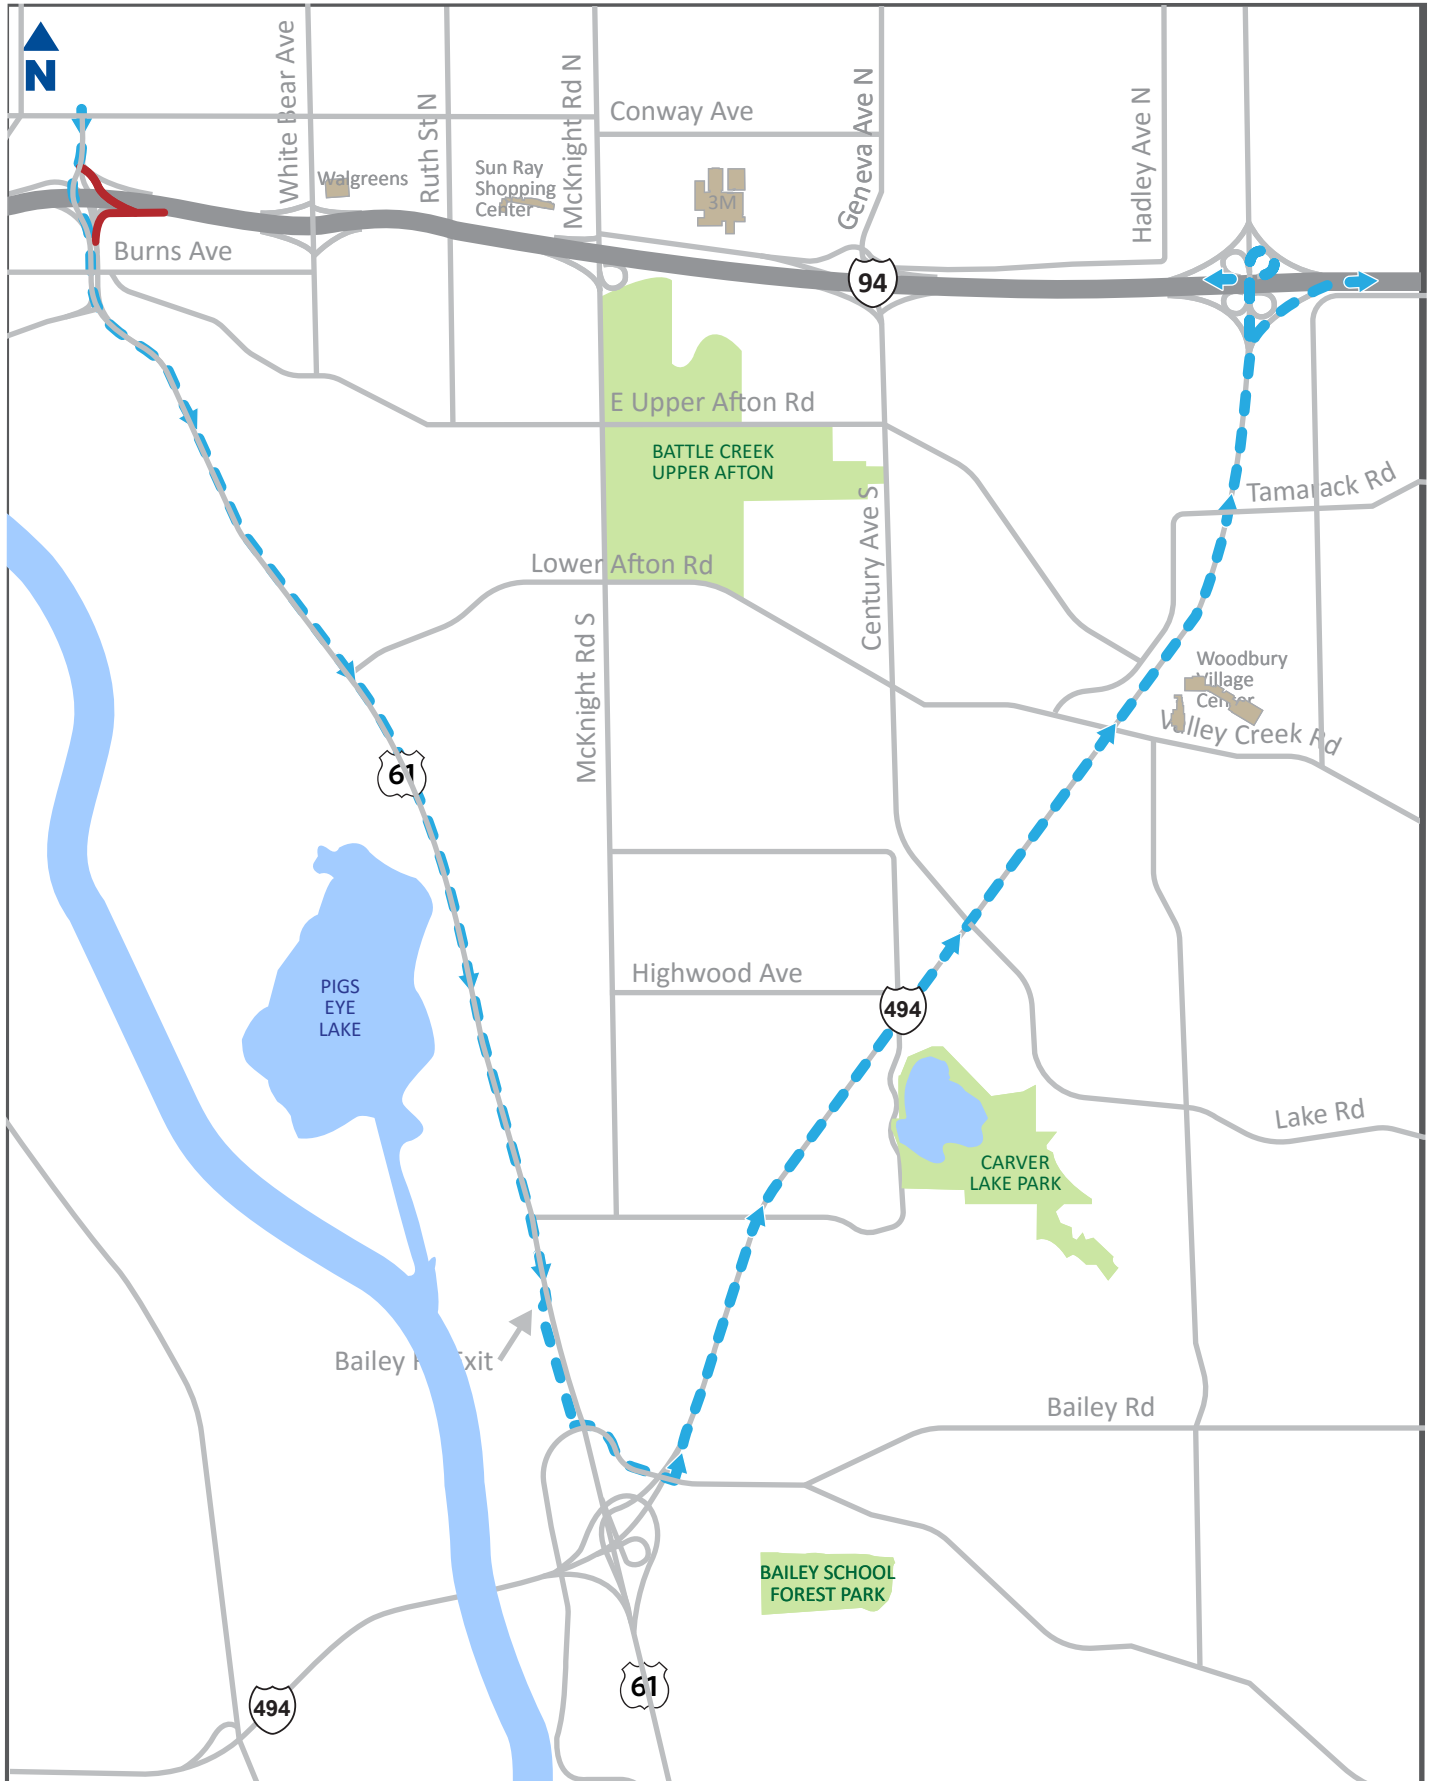 N
White Bear Ave
Ruth St N
McKnight Rd N
Conway Ave
Geneva Ave N
Hadley Ave N
Walgreens
Sun Ray
Shopping
Center
3M
Burns Ave
94
E Upper Afton Rd
BATTLE CREEK
UPPER AFTON
Tamarack Rd
Century Ave S
Lower Afton Rd
McKnight Rd S
Woodbury
Village
Center
Valley Creek Rd
61
PIGS
EYE
LAKE
Highwood Ave
494
Lake Rd
CARVER
LAKE PARK
Bailey Exit
Bailey Rd
BAILEY SCHOOL
FOREST PARK
61
494